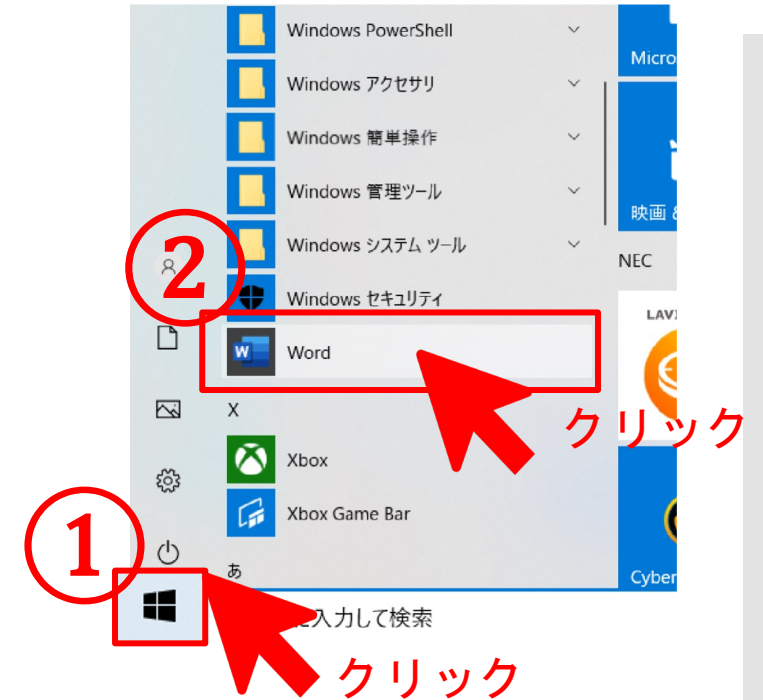 Windows PowerShell
Micro
Windows アクセサリ
Windows 簡単操作
Windows 管理ツール
映画 &
②
Windows システム ツール
NEC
Windows セキュリティ
LAVI
W
Word
クリック
X
Xbox
Xbox Game Bar
①
あ
Cyber
に入力して検索
クリック